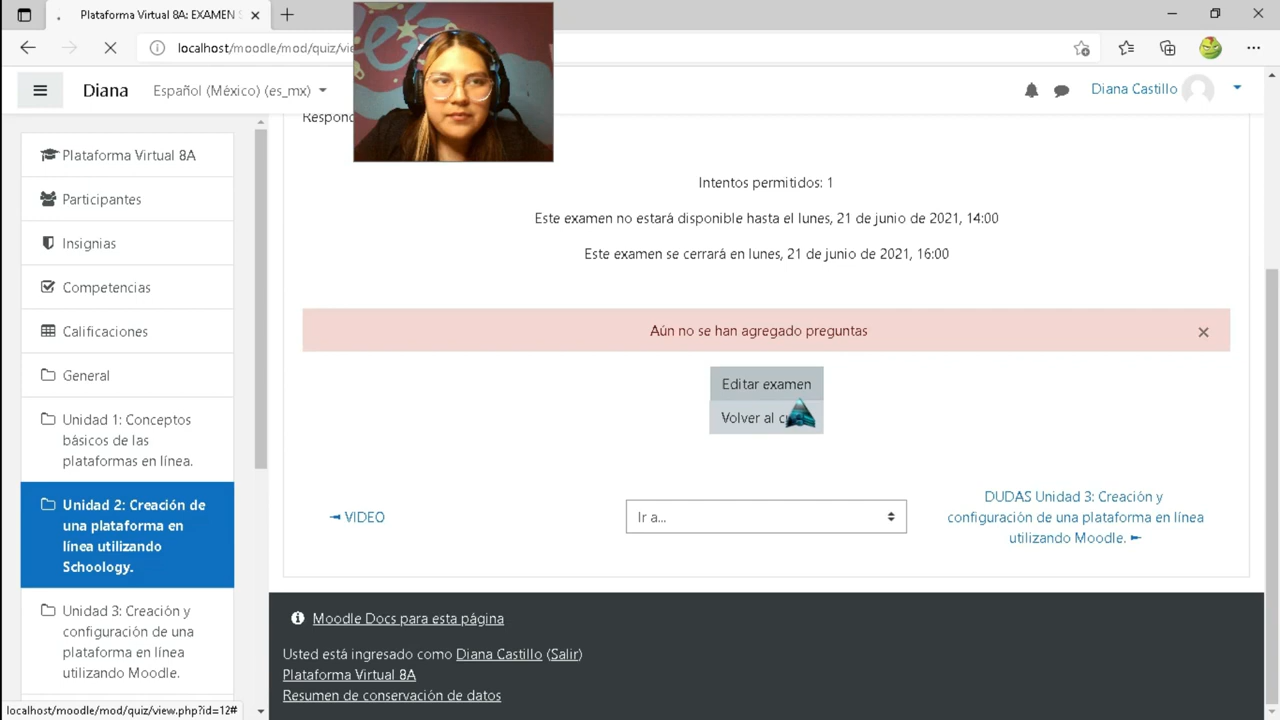 Plataforma Virtual 8A: EXAMEN S
localhost/moodle/mod/quiz/vie
Diana
Español (México) (es_mx)
Diana Castillo
Plataforma Virtual 8A
Participantes
Insignias
Competencias
Calificaciones
General
Unidad 1: Conceptos
básicos de las
plataformas en línea.
Unidad 2: Creación de
una plataforma en
línea utilizando
Schoology.
Unidad 3: Creación y
configuración de una
plataforma en línea
utilizando Moodle.
Intentos permitidos: 1
Este examen no estará disponible hasta el lunes, 21 de junio de 2021, 14:00
Este examen se cerrará en lunes, 21 de junio de 2021, 16:00
Aún no se han agregado preguntas
Editar examen
Volver al
◄ VIDEO
Ir a...
DUDAS Unidad 3: Creación y
configuración de una plataforma en línea
utilizando Moodle. ►
Moodle Docs para esta página
Usted está ingresado como Diana Castillo (Salir)
Plataforma Virtual 8A
Resumen de conservación de datos
localhost/moodle/mod/quiz/view.php?id=12#